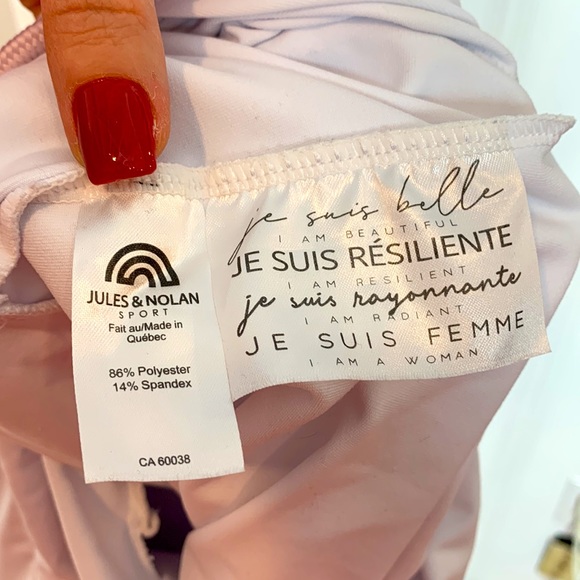 JULES & NOLAN
SPORT
Fait au/Made in
Québec
86% Polyester
14% Spandex
CA 60038
je suis belle
I AM BEAUTIFUL
JE SUIS RÉSILIENTE
I AM RESILIENT
je suis rayonnante
I AM RADIANT
JE SUIS FEMME
I AM A WOMAN